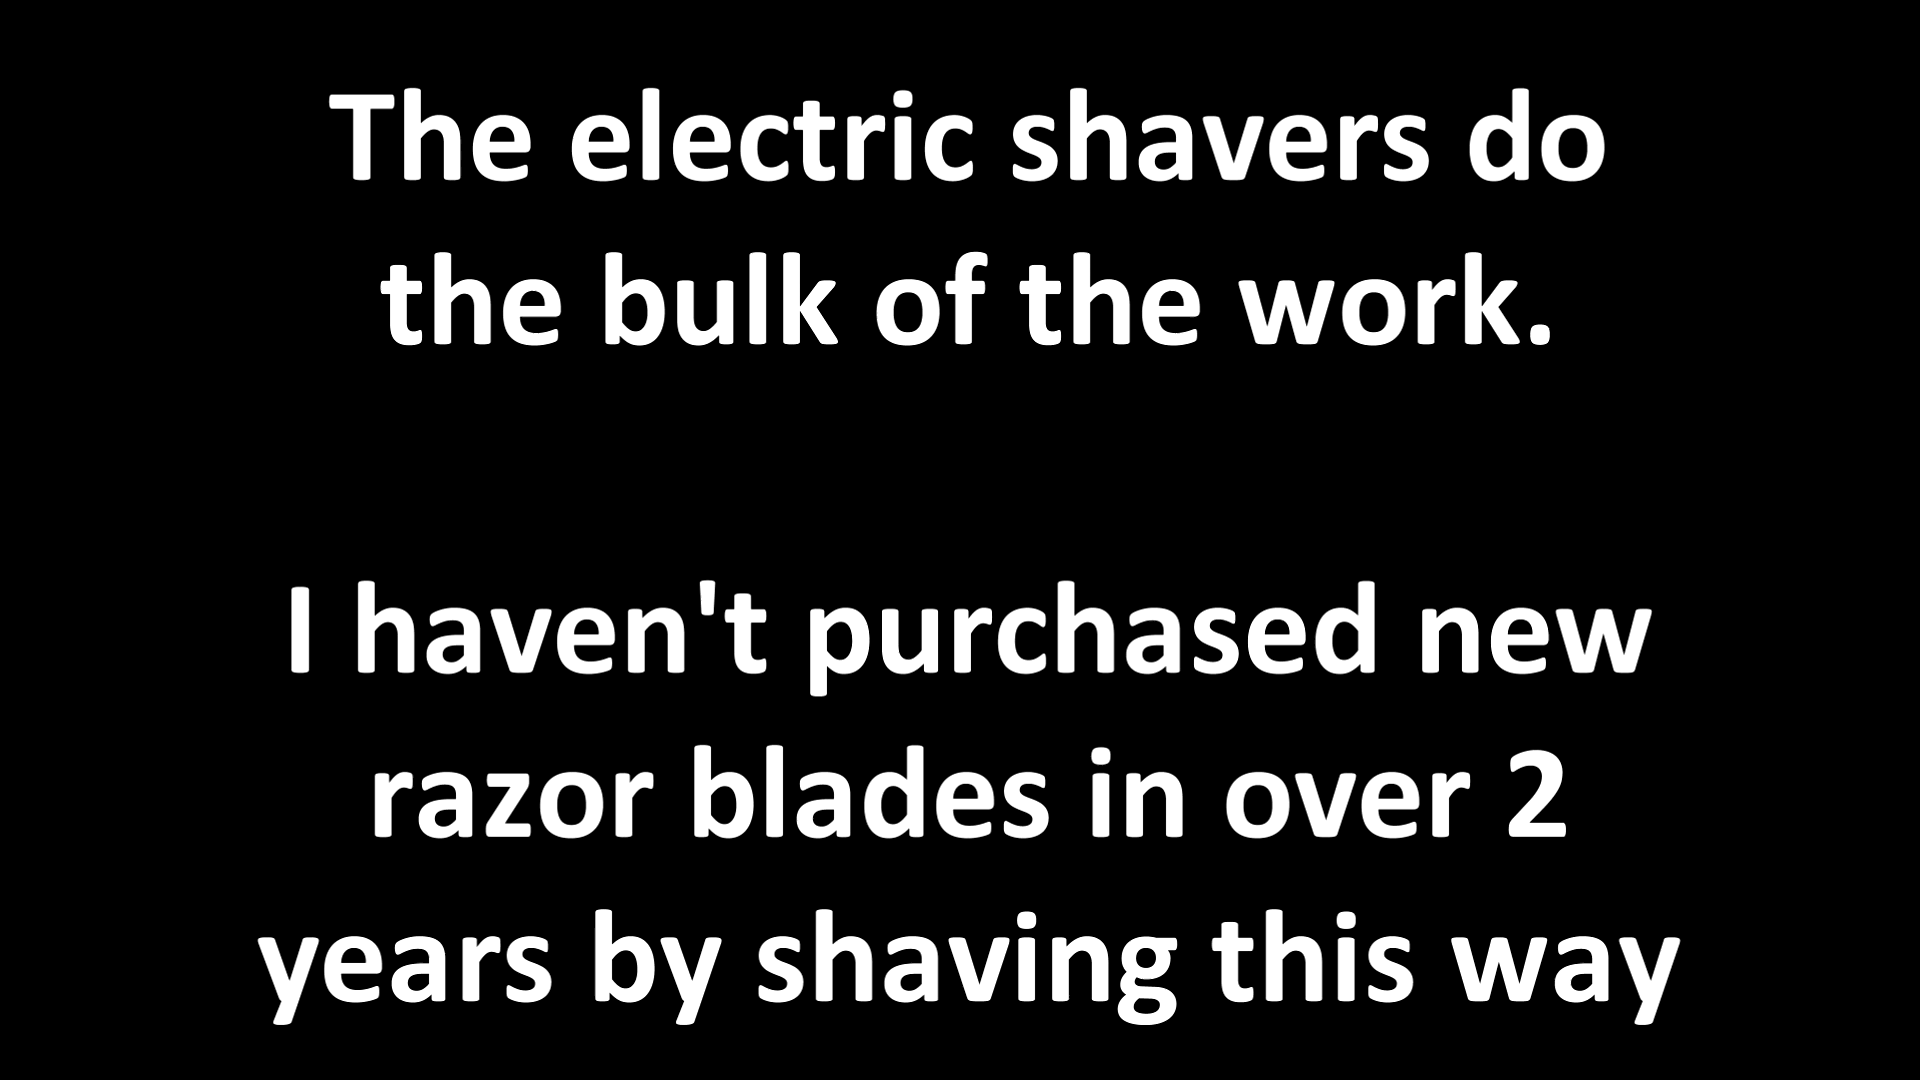 The electric shavers do
the bulk of the work.
I haven't purchased new
razor blades in over 2
years by shaving this way